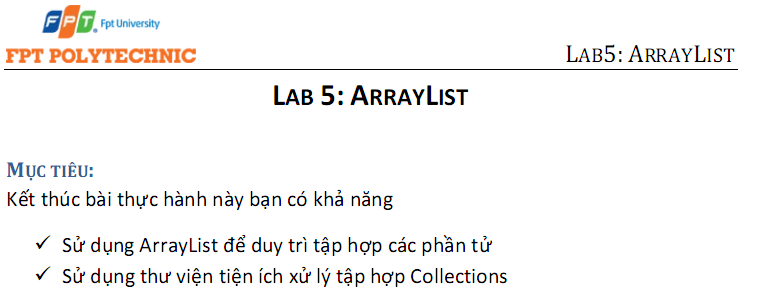 FPT. Fpt University
FPT POLYTECHNIC
LAB5: ARRAYLIST
LAB 5: ARRAYLIST
MỤC TIÊU:
Kết thúc bài thực hành này bạn có khả năng
✓ Sử dụng ArrayList để duy trì tập hợp các phần tử
✓ Sử dụng thư viện tiện ích xử lý tập hợp Collections